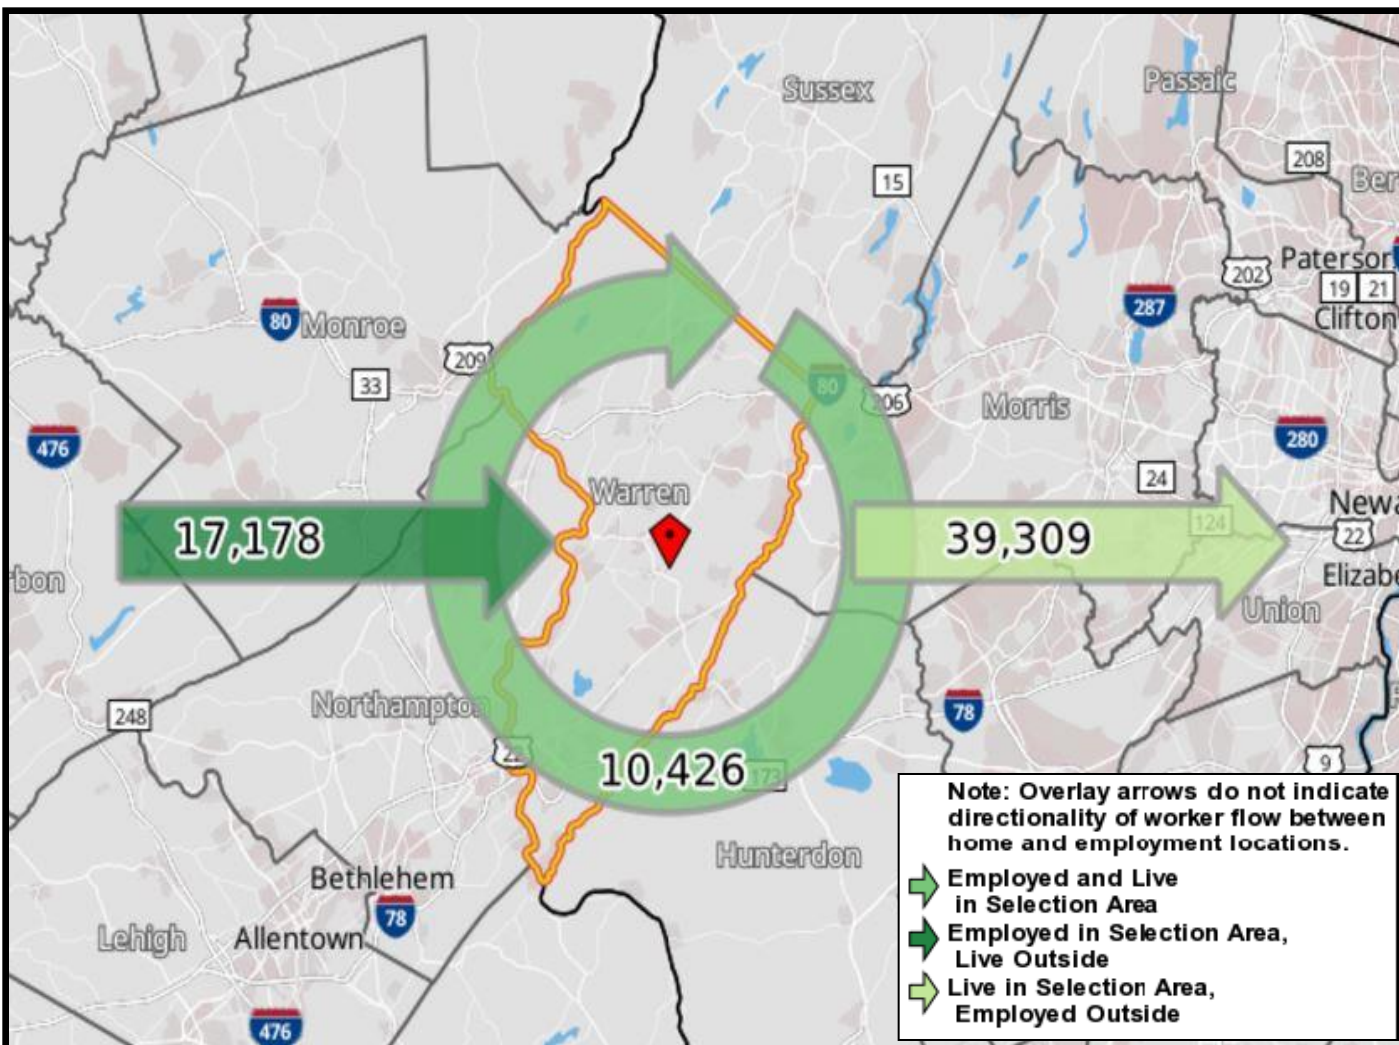 Sussex
Passaic
208
15
Ber
202
Paterson
19
21
287
Clifton
80
Monroe
209
33
80
206
Morris
476
280
24
Warren
17,178
39,309
124
Newa
22
bon
Elizabe
Union
Northampton
248
78
22
10,426
173
9
Hunterdon
Bethlehem
78
Lehigh
Allentown
476
Note: Overlay arrows do not indicate
directionality of worker flow between
home and employment locations.
Employed and Live
in Selection Area
Employed in Selection Area,
Live Outside
Live in Selection Area,
Employed Outside